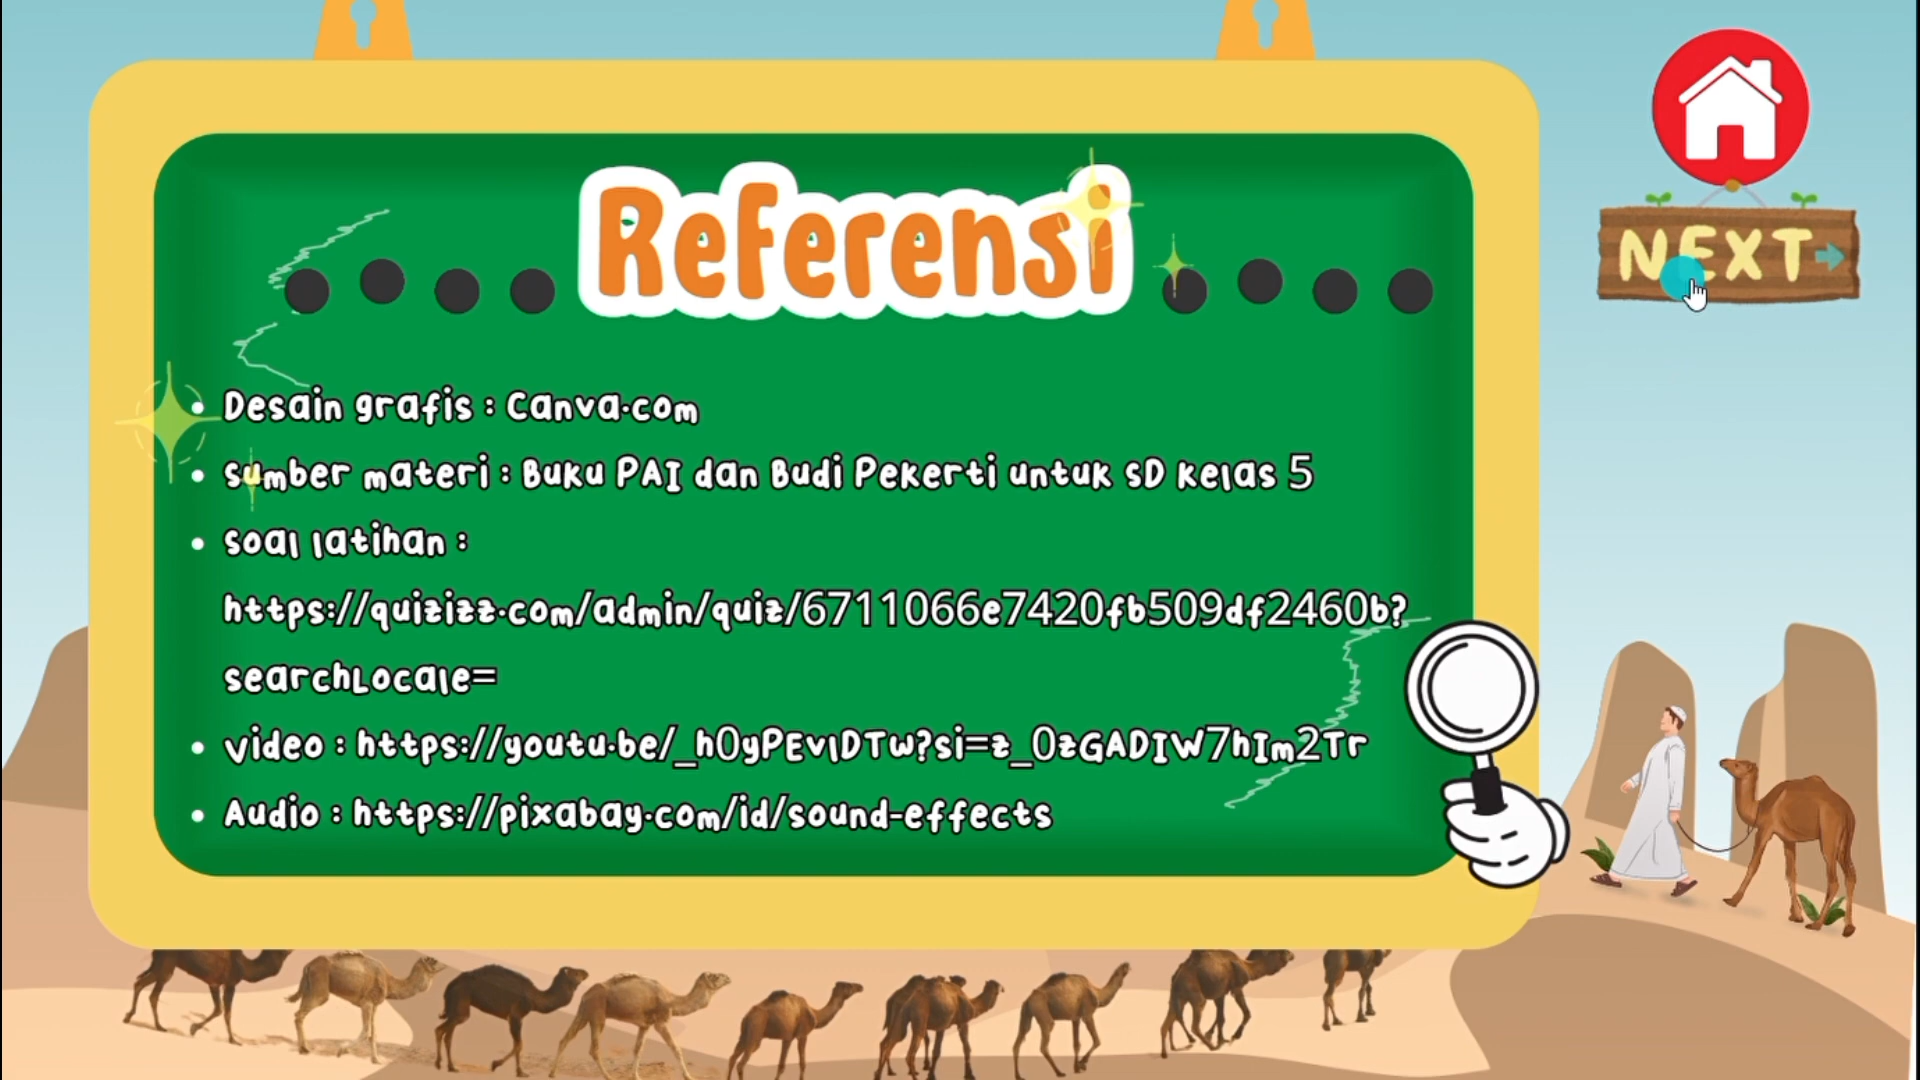 Referensi
NEXT
• Desain grafis : Canva.com
• sumber materi : Buku PAI dan Budi Pekerti untuk SD kelas 5
• soal latihan :
https://quizizz.com/admin/quiz/6711066e7420fb509df2460b?
searchLocale=
• video : https://youtu.be/_h0yPEvlDTw?si=z_0zGADIW7hIm2Tr
• Audio : https://pixabay.com/id/sound-effects